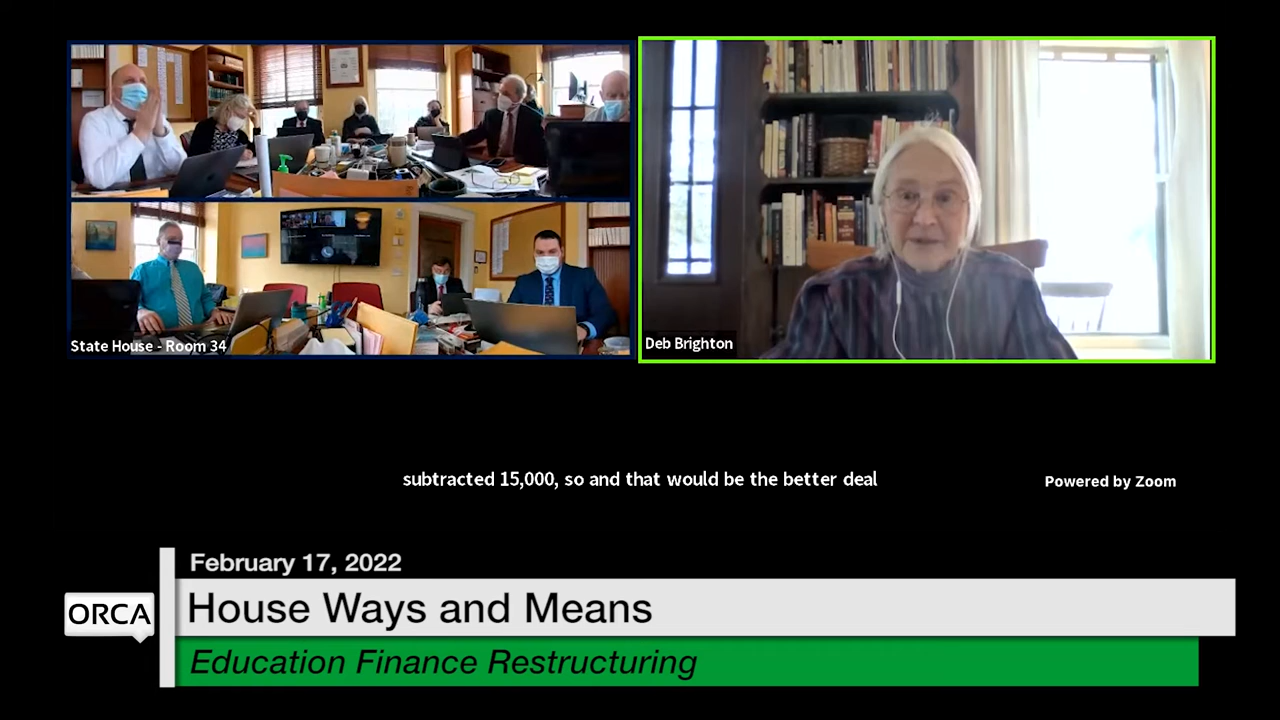 State House - Room 34
Deb Brighton
subtracted 15,000, so and that would be the better deal
Powered by Zoom
February 17, 2022
ORCA
House Ways and Means
Education Finance Restructuring